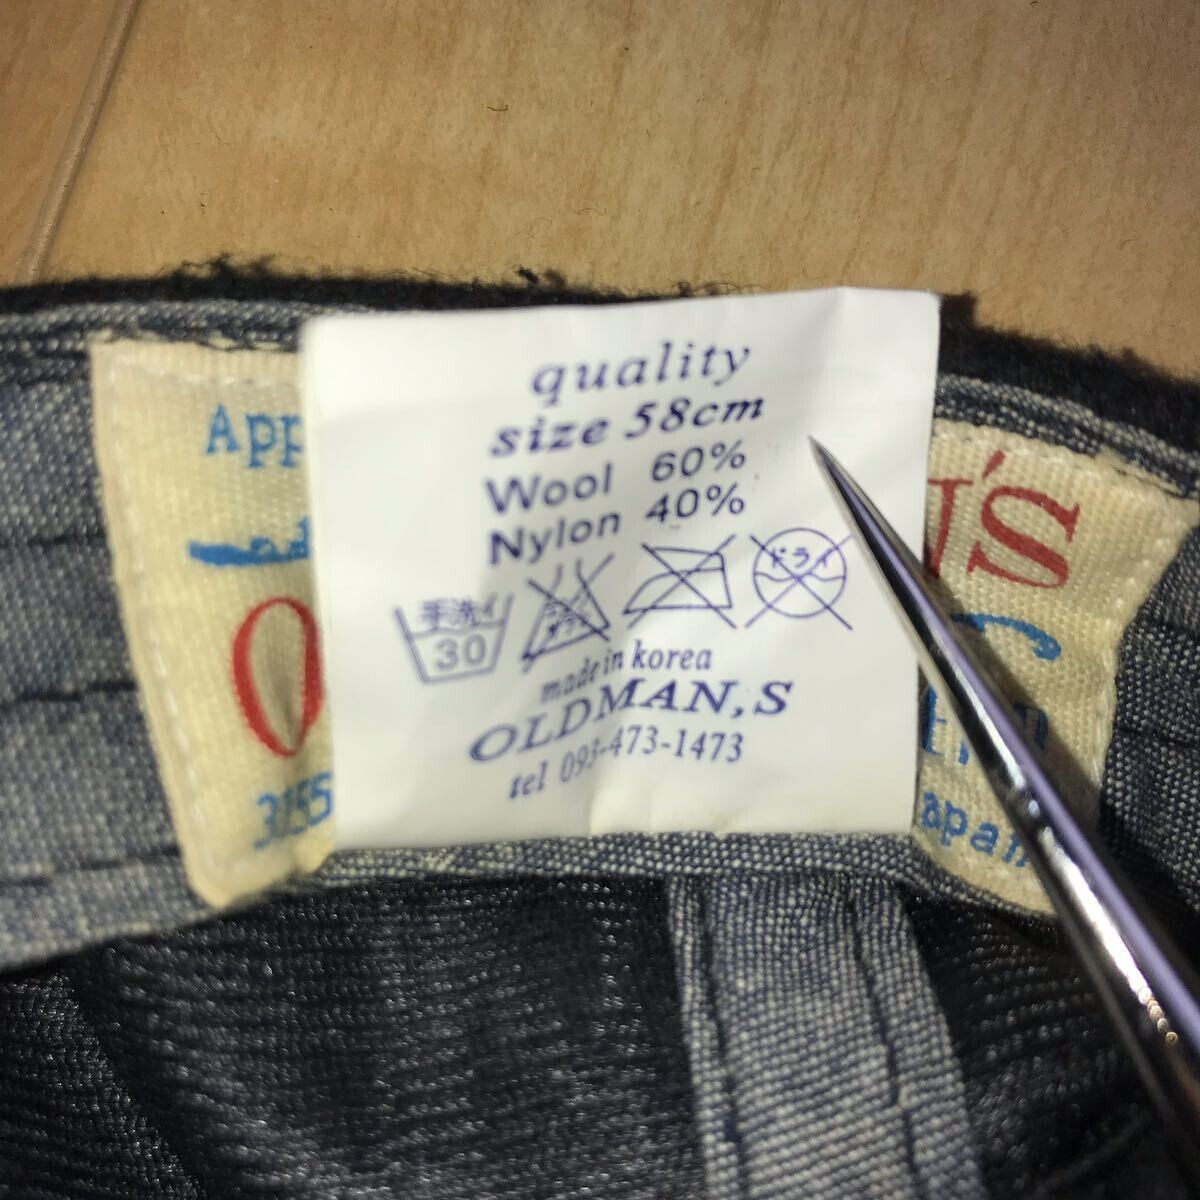 quality
size 58cm
Wool 60%
Nylon 40%
手洗イ
30
ドライ
made in korea
OLDMAN,S
tel 093-473-1473
App
O
3155
'S
apan